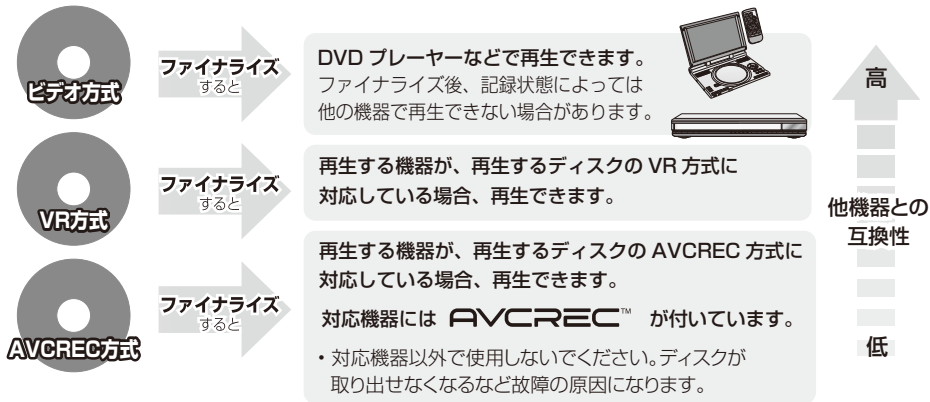 ビデオ方式
ファイナライズ
すると
DVD プレーヤーなどで再生できます。
ファイナライズ後、記録状態によっては
他の機器で再生できない場合があります。
VR方式
ファイナライズ
すると
再生する機器が、再生するディスクの VR 方式に
対応している場合、再生できます。
AVCREC方式
ファイナライズ
すると
再生する機器が、再生するディスクの AVCREC 方式に
対応している場合、再生できます。
対応機器には AVCREC™ が付いています。
・対応機器以外で使用しないでください。ディスクが
取り出せなくなるなど故障の原因になります。
高
他機器との
互換性
低